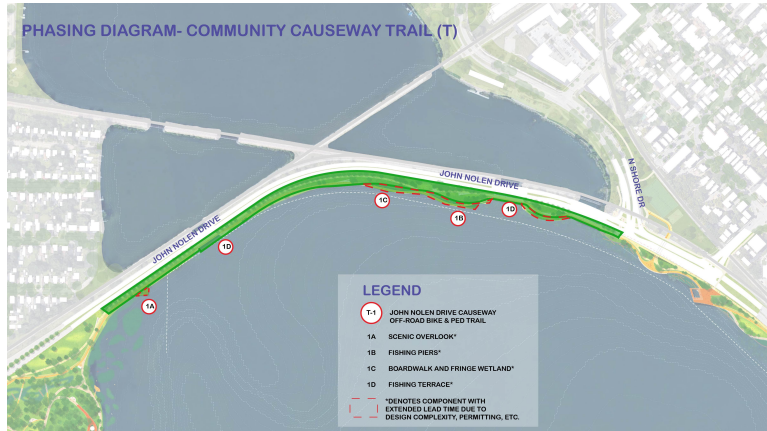 PHASING DIAGRAM- COMMUNITY CAUSEWAY TRAIL (T)
JOHN NOLEN DRIVE
N SHORE DR
JOHN NOLEN DRIVE
1C
1B
1D
1D
1A
LEGEND
T-1 JOHN NOLEN DRIVE CAUSEWAY
OFF-ROAD BIKE & PED TRAIL
1A SCENIC OVERLOOK*
1B FISHING PIERS*
1C BOARDWALK AND FRINGE WETLAND*
1D FISHING TERRACE*
*DENOTES COMPONENT WITH
EXTENDED LEAD TIME DUE TO
DESIGN COMPLEXITY, PERMITTING, ETC.